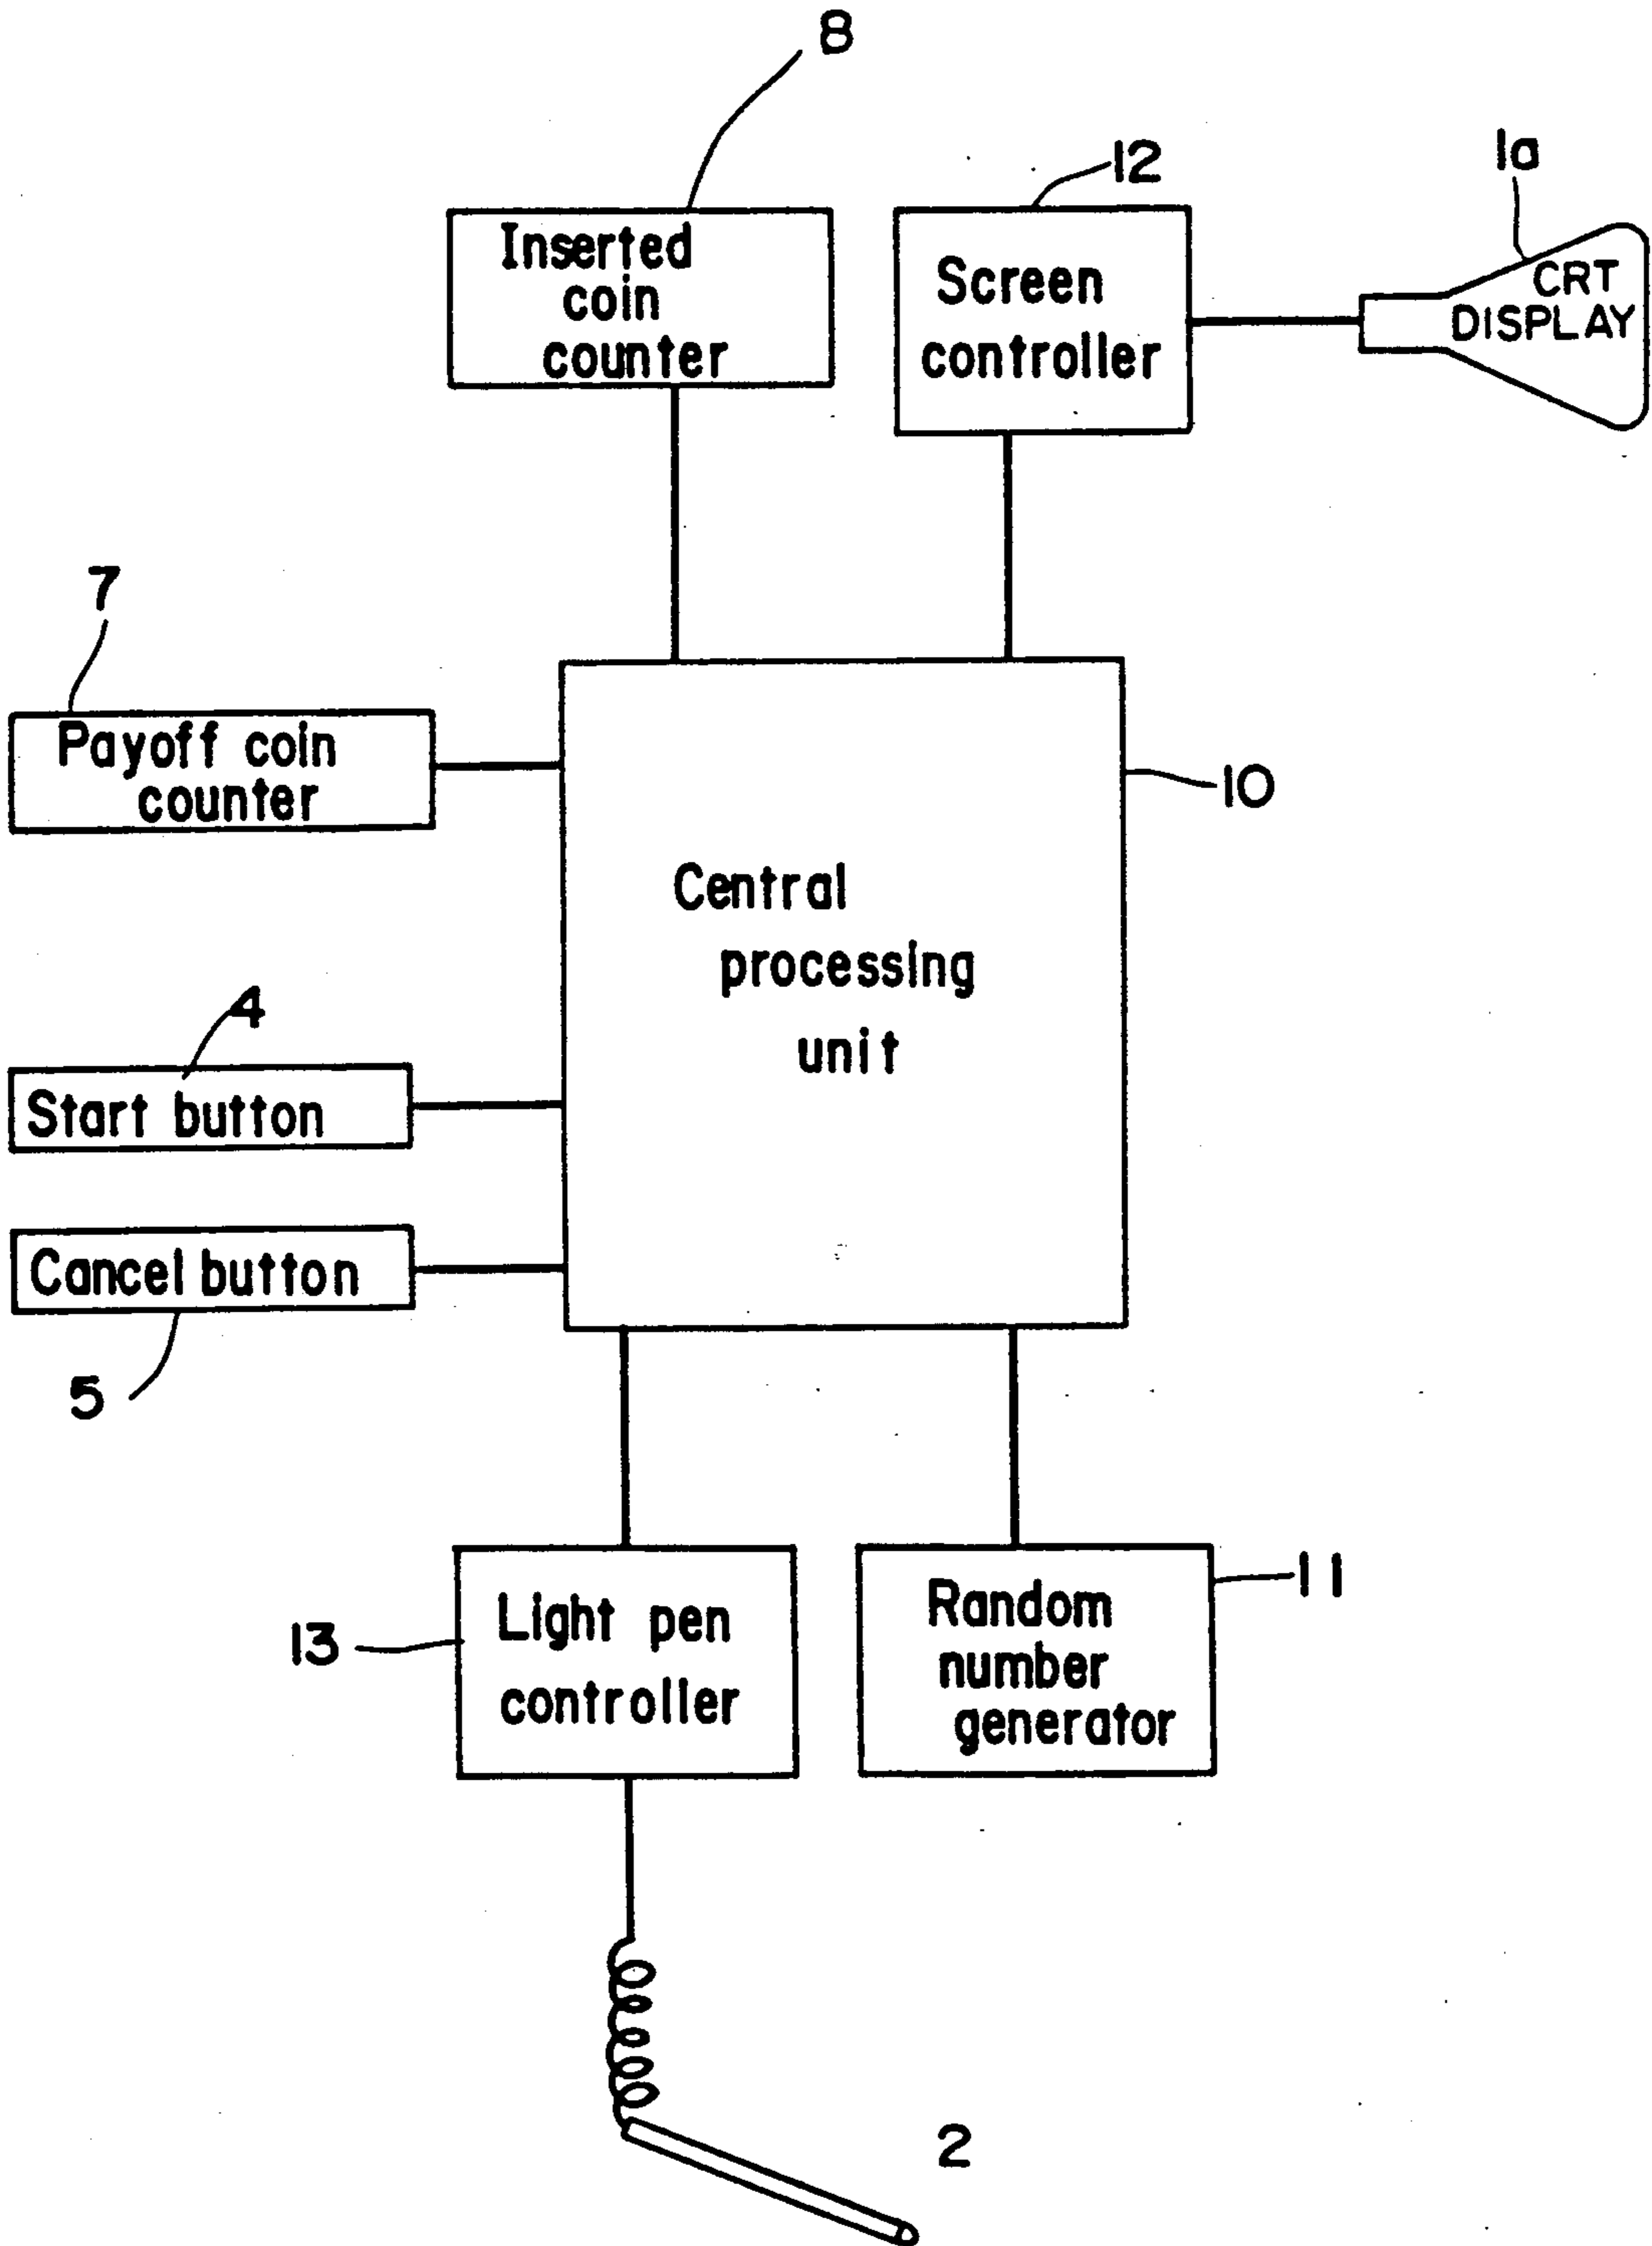 8
12
1a
Inserted
coin
counter
Screen
controller
CRT
DISPLAY
7
Payoff coin
counter
10
Central
processing
unit
4
Start button
Cancel button
5
13
Light pen
controller
11
Random
number
generator
2